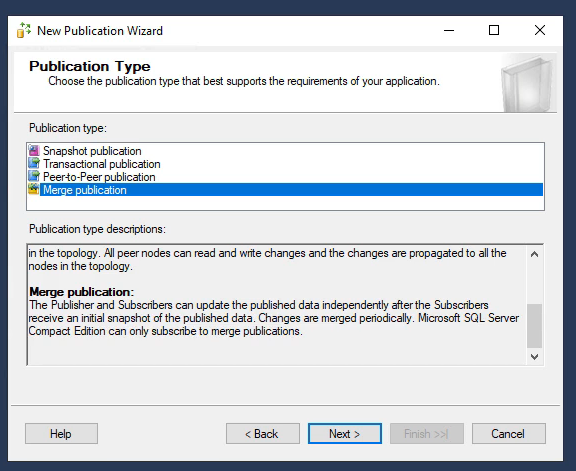 New Publication Wizard
Publication Type
Choose the publication type that best supports the requirements of your application.
Publication type:
Snapshot publication
Transactional publication
Peer-to-Peer publication
Merge publication
Publication type descriptions:
in the topology. All peer nodes can read and write changes and the changes are propagated to all the
nodes in the topology.
Merge publication:
The Publisher and Subscribers can update the published data independently after the Subscribers
receive an initial snapshot of the published data. Changes are merged periodically. Microsoft SQL Server
Compact Edition can only subscribe to merge publications.
Help
< Back
Next >
Finish >>|
Cancel